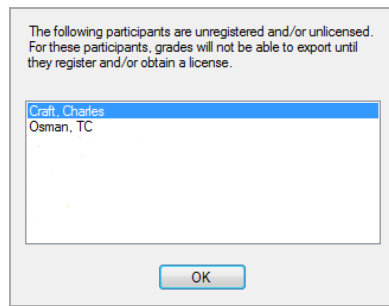 The following participants are unregistered and/or unlicensed.
For these participants, grades will not be able to export until
they register and/or obtain a license.
Craft, Charles
Osman, TC
OK